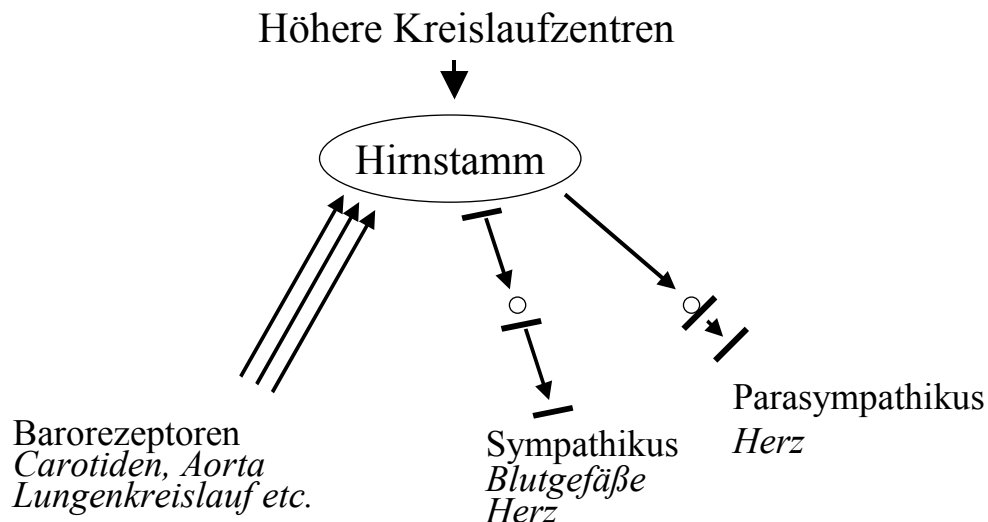 Höhere Kreislaufzentren
Hirnstamm
Barorezeptoren
Carotiden, Aorta
Lungenkreislauf etc.
Sympathikus
Blutgefäße
Herz
Parasympathikus
Herz